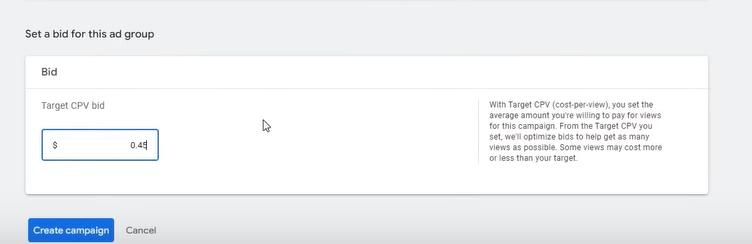 Set a bid for this ad group
Bid
Target CPV bid
$ 0.45
With Target CPV (cost-per-view), you set the
average amount you're willing to pay for views
for this campaign. From the Target CPV you
set, we'll optimize bids to help get as many
views as possible. Some views may cost more
or less than your target.
Create campaign Cancel